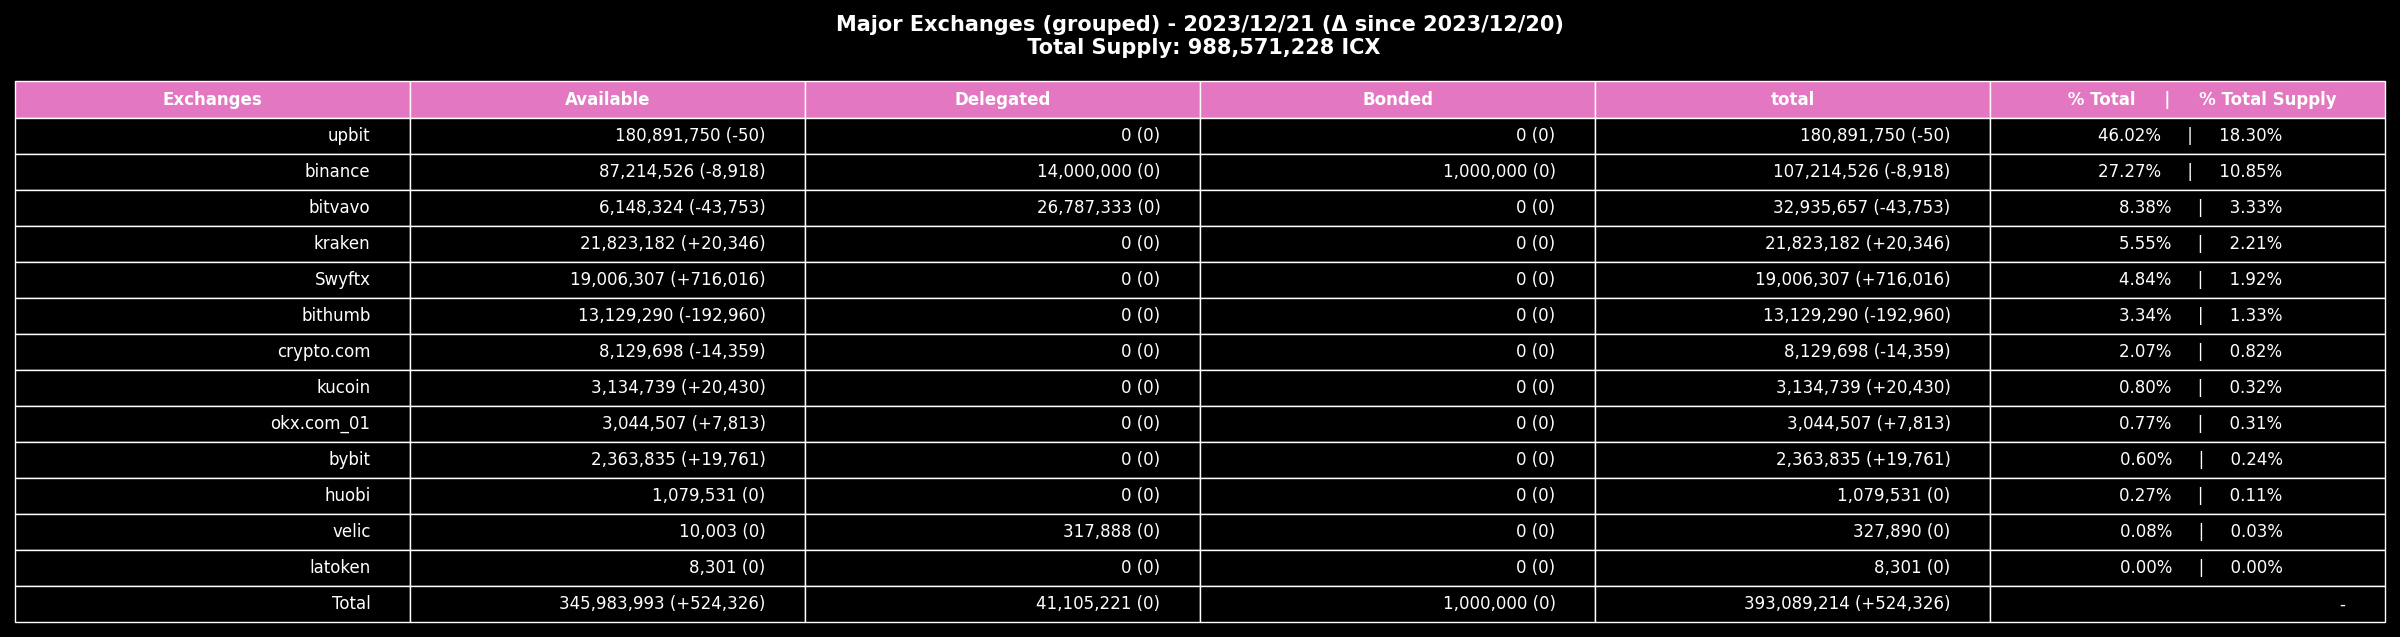 Major Exchanges (grouped) - 2023/12/21 (Δ since 2023/12/20)
Total Supply: 988,571,228 ICX
Exchanges Available Delegated Bonded total % Total | % Total Supply
upbit 180,891,750 (-50) 0 (0) 0 (0) 180,891,750 (-50) 46.02% | 18.30%
binance 87,214,526 (-8,918) 14,000,000 (0) 1,000,000 (0) 107,214,526 (-8,918) 27.27% | 10.85%
bitvavo 6,148,324 (-43,753) 26,787,333 (0) 0 (0) 32,935,657 (-43,753) 8.38% | 3.33%
kraken 21,823,182 (+20,346) 0 (0) 0 (0) 21,823,182 (+20,346) 5.55% | 2.21%
Swyftx 19,006,307 (+716,016) 0 (0) 0 (0) 19,006,307 (+716,016) 4.84% | 1.92%
bithumb 13,129,290 (-192,960) 0 (0) 0 (0) 13,129,290 (-192,960) 3.34% | 1.33%
crypto.com 8,129,698 (-14,359) 0 (0) 0 (0) 8,129,698 (-14,359) 2.07% | 0.82%
kucoin 3,134,739 (+20,430) 0 (0) 0 (0) 3,134,739 (+20,430) 0.80% | 0.32%
okx.com_01 3,044,507 (+7,813) 0 (0) 0 (0) 3,044,507 (+7,813) 0.77% | 0.31%
bybit 2,363,835 (+19,761) 0 (0) 0 (0) 2,363,835 (+19,761) 0.60% | 0.24%
huobi 1,079,531 (0) 0 (0) 0 (0) 1,079,531 (0) 0.27% | 0.11%
velic 10,003 (0) 317,888 (0) 0 (0) 327,890 (0) 0.08% | 0.03%
latoken 8,301 (0) 0 (0) 0 (0) 8,301 (0) 0.00% | 0.00%
Total 345,983,993 (+524,326) 41,105,221 (0) 1,000,000 (0) 393,089,214 (+524,326) -